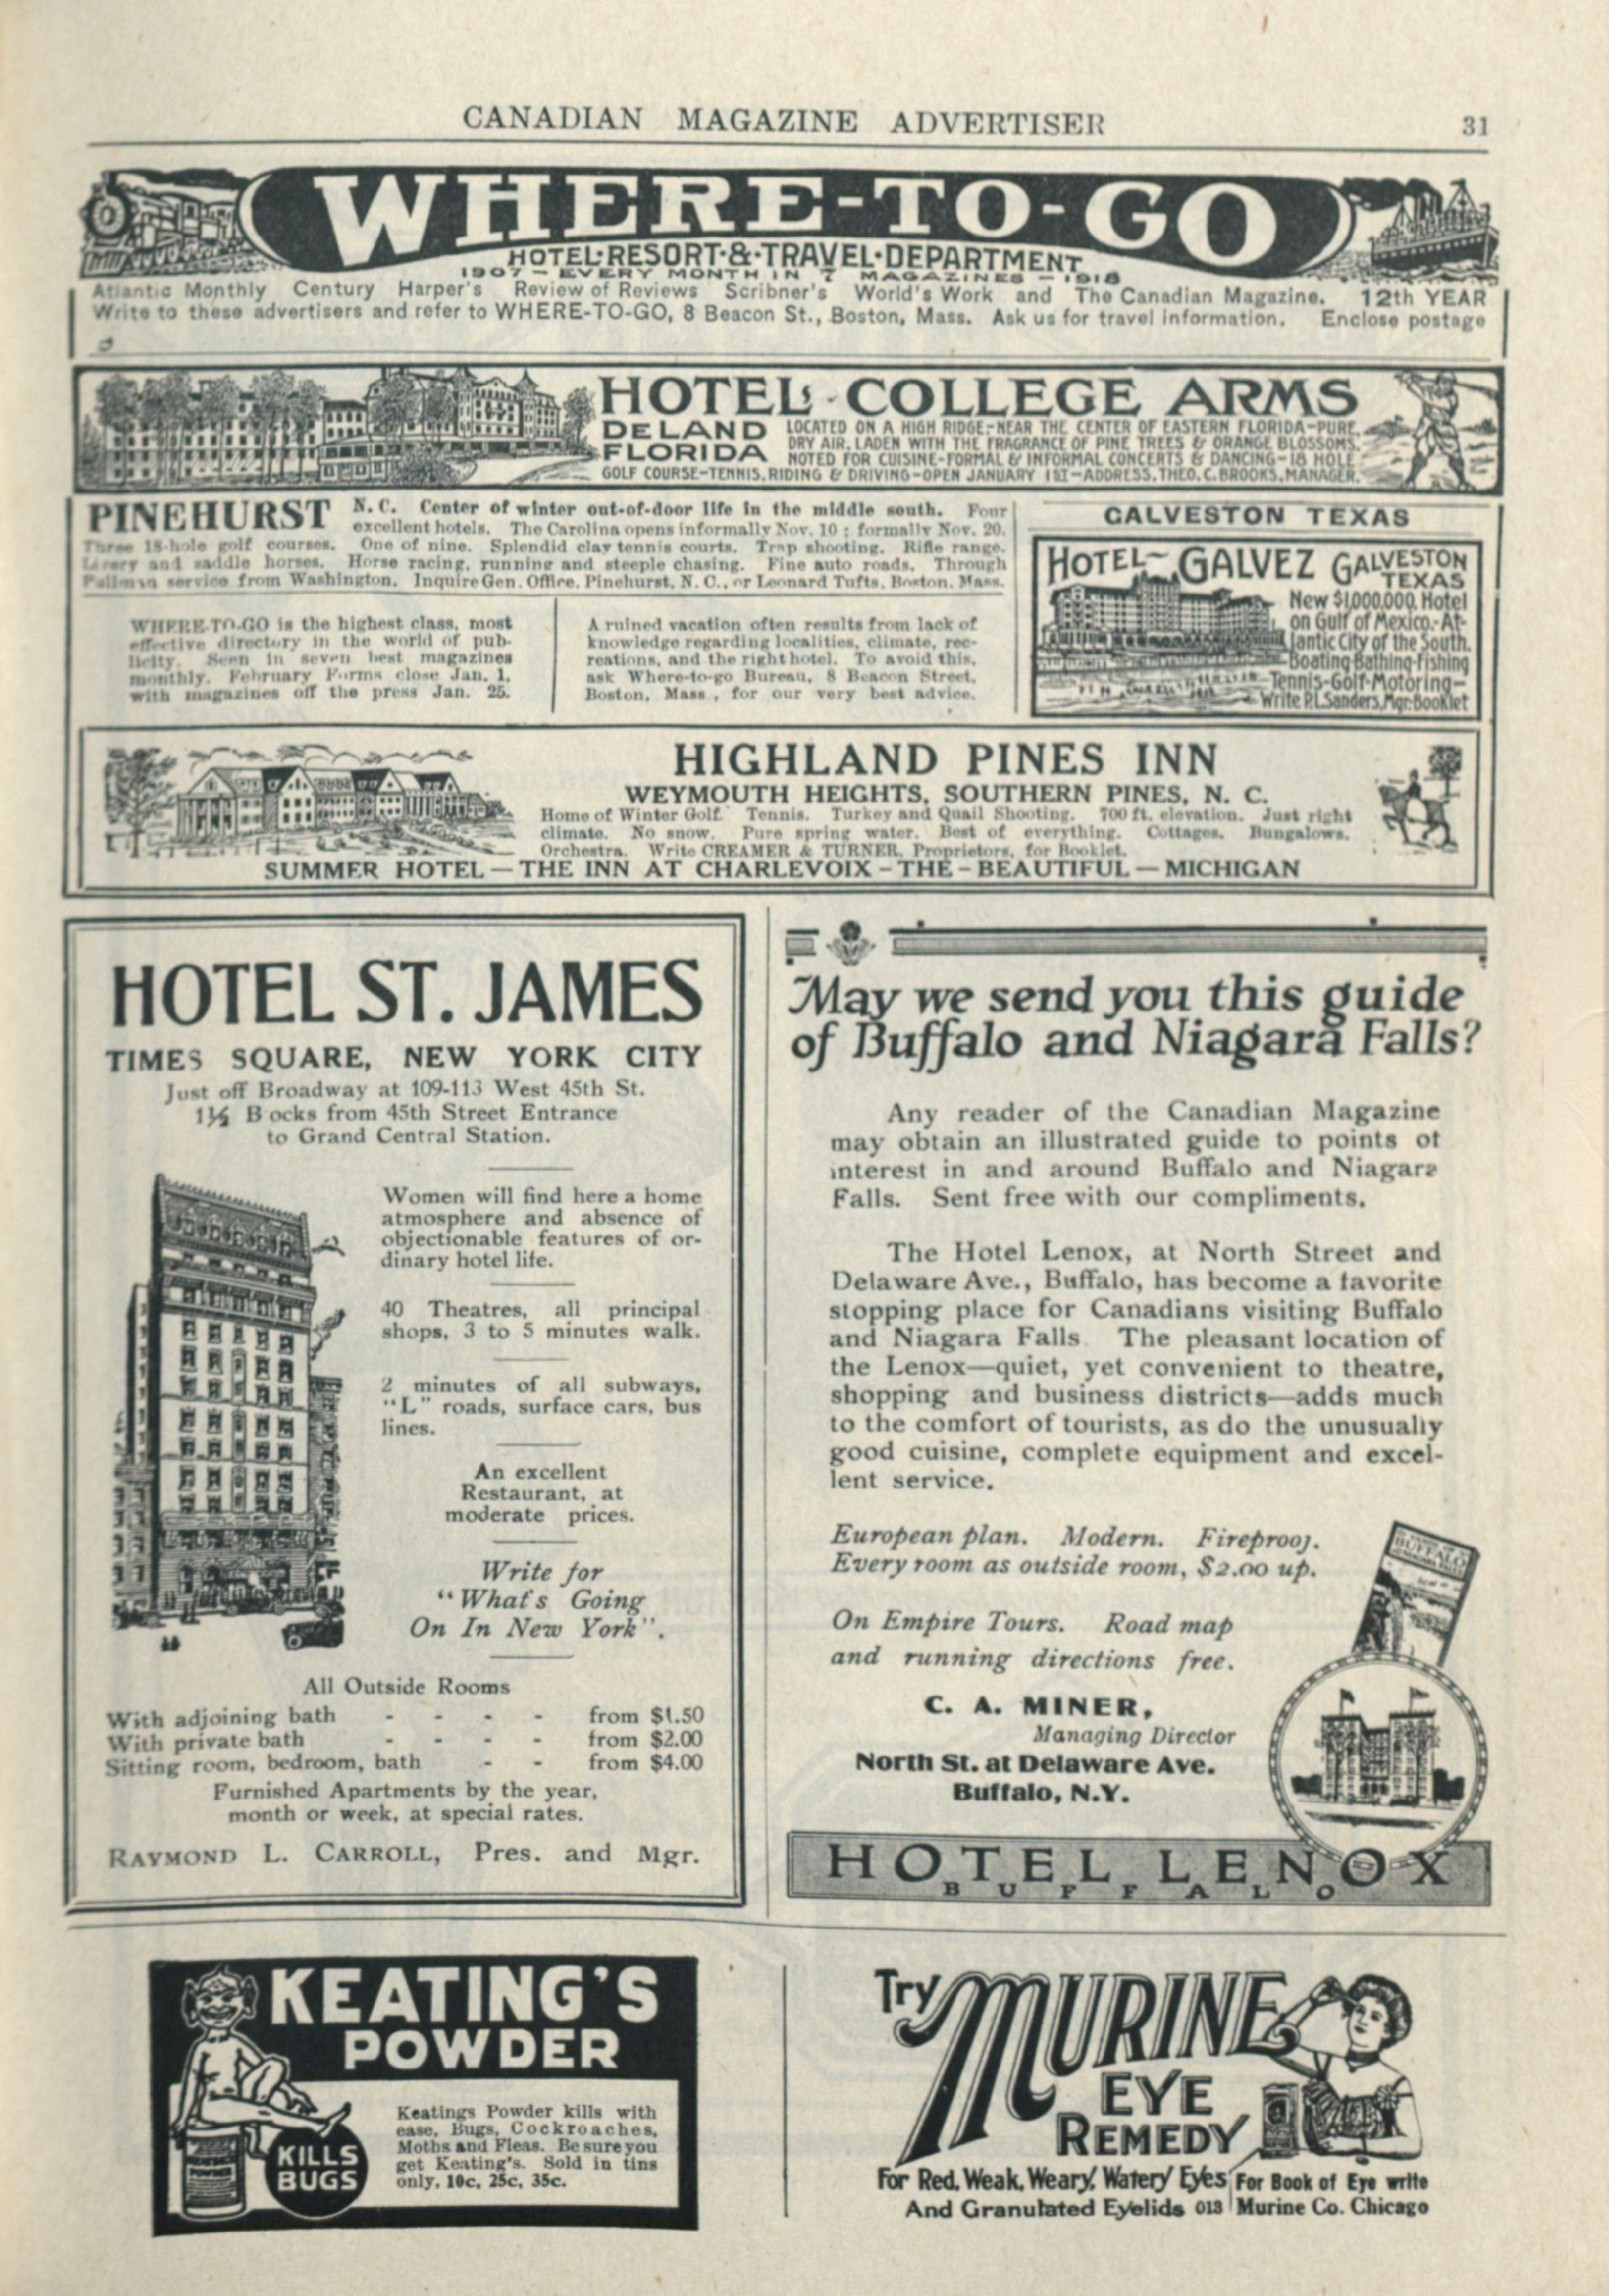 CANADIAN MAGAZINE ADVERTISER 31
WHERE-TO-GO
HOTEL·RESORT·&·TRAVEL·DEPARTMENT
1907 — EVERY MONTH IN 7 MAGAZINES — 1918
Atlantic Monthly Century Harper's Review of Reviews Scribner's World's Work and The Canadian Magazine. 12th YEAR
Write to these advertisers and refer to WHERE-TO-GO, 8 Beacon St., Boston, Mass. Ask us for travel information. Enclose postage
HOTEL COLLEGE ARMS
DELAND
FLORIDA
LOCATED ON A HIGH RIDGE-NEAR THE CENTER OF EASTERN FLORIDA-PURE,
DRY AIR, LADEN WITH THE FRAGRANCE OF PINE TREES & ORANGE BLOSSOMS.
NOTED FOR CUISINE-FORMAL & INFORMAL CONCERTS & DANCING-18 HOLE
GOLF COURSE-TENNIS, RIDING & DRIVING-OPEN JANUARY 1ST-ADDRESS, THEO. C. BROOKS, MANAGER.
PINEHURST N. C. Center of winter out-of-door life in the middle south. Four
excellent hotels. The Carolina opens informally Nov. 10; formally Nov. 20.
Three 18-hole golf courses. One of nine. Splendid clay tennis courts. Trap shooting. Rifle range.
Livery and saddle horses. Horse racing, running and steeple chasing. Fine auto roads. Through
Pullman service from Washington. Inquire Gen. Office, Pinehurst, N. C., or Leonard Tufts, Boston, Mass.
WHERE-TO-GO is the highest class, most
effective directory in the world of pub-
licity. Seen in seven best magazines
monthly. February Forms close Jan. 1,
with magazines off the press Jan. 25.
A ruined vacation often results from lack of
knowledge regarding localities, climate, rec-
reations, and the right hotel. To avoid this,
ask Where-to-go Bureau, 8 Beacon Street,
Boston, Mass., for our very best advice.
GALVESTON TEXAS
HOTEL GALVEZ GALVESTON
TEXAS
New $1,000,000. Hotel
on Gulf of Mexico.-At-
lantic City of the South.
Boating-Bathing-Fishing
Tennis-Golf-Motoring-
Write P.L. Sanders, Mgr. Booklet
HIGHLAND PINES INN
WEYMOUTH HEIGHTS, SOUTHERN PINES, N. C.
Home of Winter Golf. Tennis. Turkey and Quail Shooting. 700 ft. elevation. Just right
climate. No snow. Pure spring water. Best of everything. Cottages. Bungalows.
Orchestra. Write CREAMER & TURNER, Proprietors, for Booklet.
SUMMER HOTEL — THE INN AT CHARLEVOIX - THE - BEAUTIFUL — MICHIGAN
HOTEL ST. JAMES
TIMES SQUARE, NEW YORK CITY
Just off Broadway at 109-113 West 45th St.
1½ B ocks from 45th Street Entrance
to Grand Central Station.
Women will find here a home
atmosphere and absence of
objectionable features of or-
dinary hotel life.
40 Theatres, all principal
shops, 3 to 5 minutes walk.
2 minutes of all subways,
"L" roads, surface cars, bus
lines.
An excellent
Restaurant, at
moderate prices.
Write for
"What's Going
On In New York".
All Outside Rooms
With adjoining bath - - - - from $1.50
With private bath - - - - from $2.00
Sitting room, bedroom, bath - - from $4.00
Furnished Apartments by the year,
month or week, at special rates.
RAYMOND L. CARROLL, Pres. and Mgr.
May we send you this guide
of Buffalo and Niagara Falls?
Any reader of the Canadian Magazine
may obtain an illustrated guide to points of
interest in and around Buffalo and Niagara
Falls. Sent free with our compliments.
The Hotel Lenox, at North Street and
Delaware Ave., Buffalo, has become a favorite
stopping place for Canadians visiting Buffalo
and Niagara Falls. The pleasant location of
the Lenox—quiet, yet convenient to theatre,
shopping and business districts—adds much
to the comfort of tourists, as do the unusually
good cuisine, complete equipment and excel-
lent service.
European plan. Modern. Fireproof.
Every room as outside room, $2.00 up.
On Empire Tours. Road map
and running directions free.
C. A. MINER,
Managing Director
North St. at Delaware Ave.
Buffalo, N.Y.
BUFFALO
HOTEL LENOX
BUFFALO
KEATING'S
POWDER
KILLS
BUGS
Keatings Powder kills with
ease, Bugs, Cockroaches,
Moths and Fleas. Be sure you
get Keating's. Sold in tins
only, 10c, 25c, 35c.
Try MURINE
EYE
REMEDY
For Red, Weak, Weary, Watery Eyes
And Granulated Eyelids 013
For Book of Eye write
Murine Co. Chicago